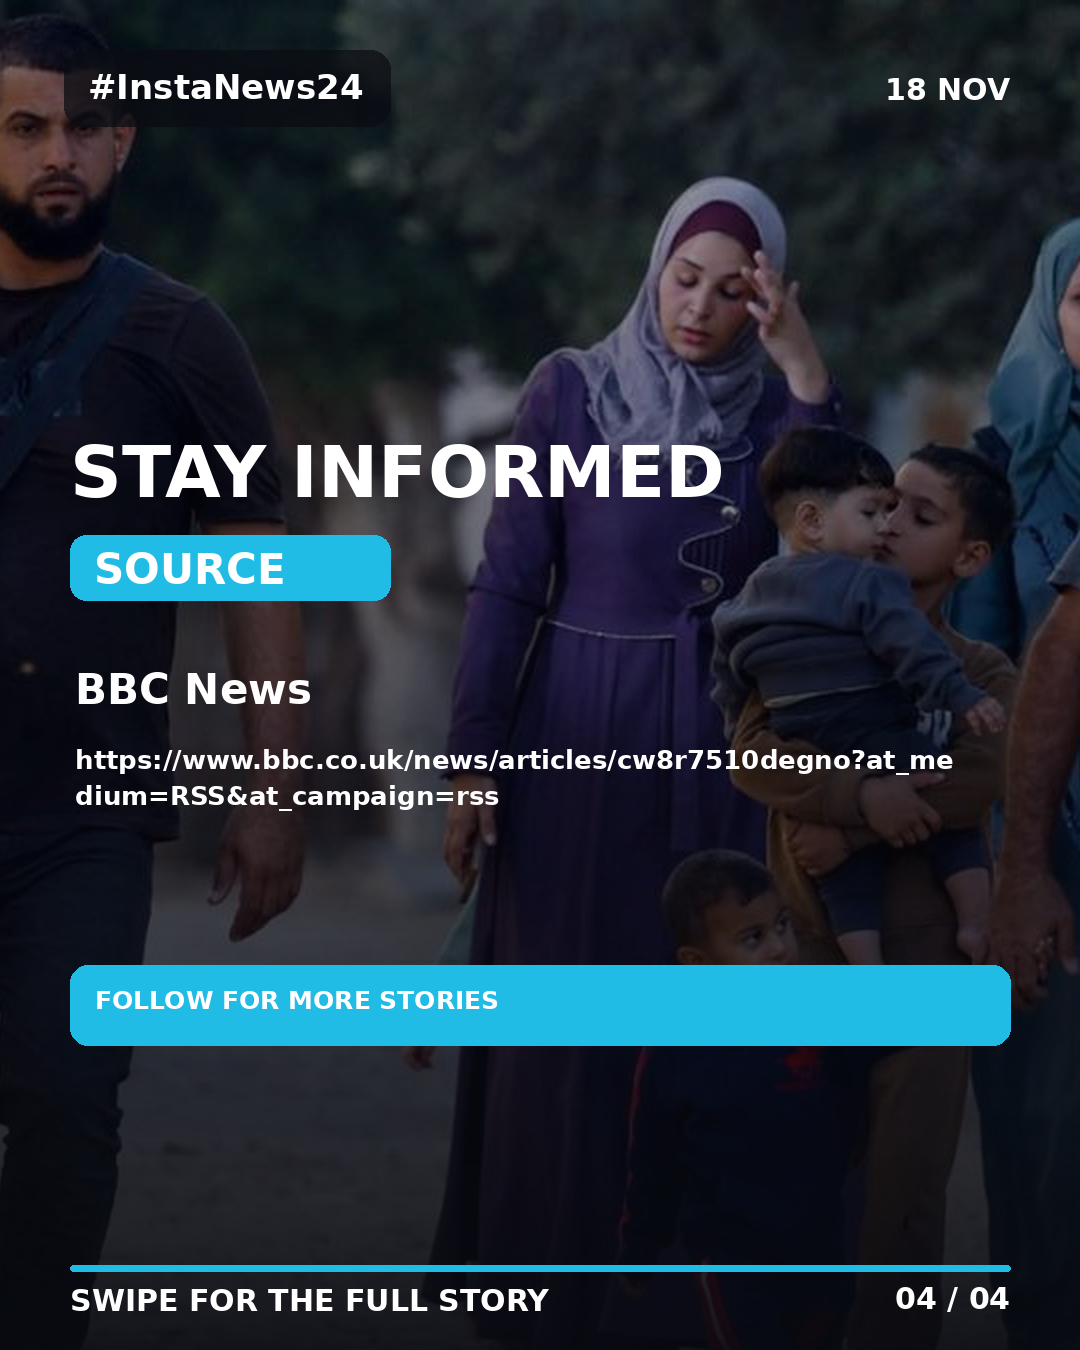 #InstaNews24
18 NOV
STAY INFORMED
SOURCE
BBC News
https://www.bbc.co.uk/news/articles/cw8r7510degno?at_me
dium=RSS&at_campaign=rss
FOLLOW FOR MORE STORIES
SWIPE FOR THE FULL STORY
04 / 04